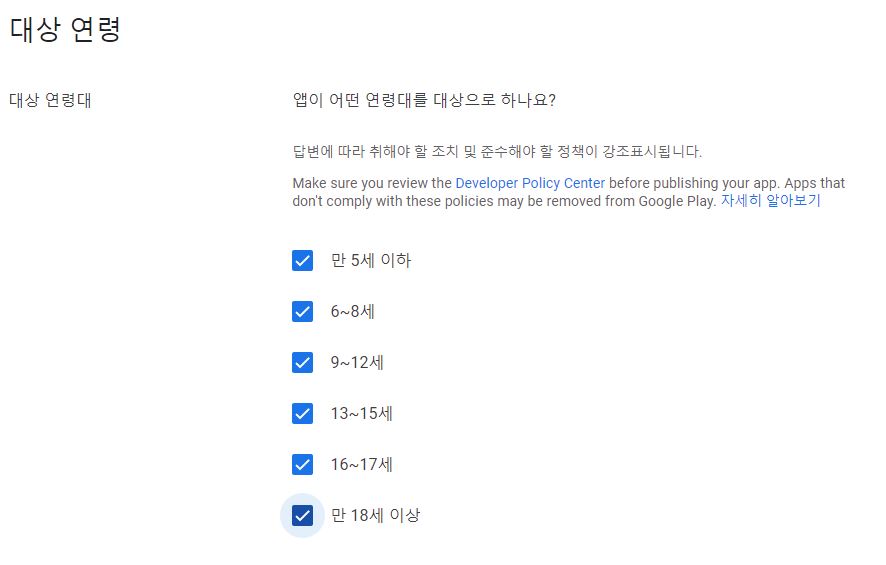 대상 연령
대상 연령대
앱이 어떤 연령대를 대상으로 하나요?
답변에 따라 취해야 할 조치 및 준수해야 할 정책이 강조표시됩니다.
Make sure you review the Developer Policy Center before publishing your app. Apps that
don't comply with these policies may be removed from Google Play. 자세히 알아보기
만 5세 이하
6~8세
9~12세
13~15세
16~17세
만 18세 이상